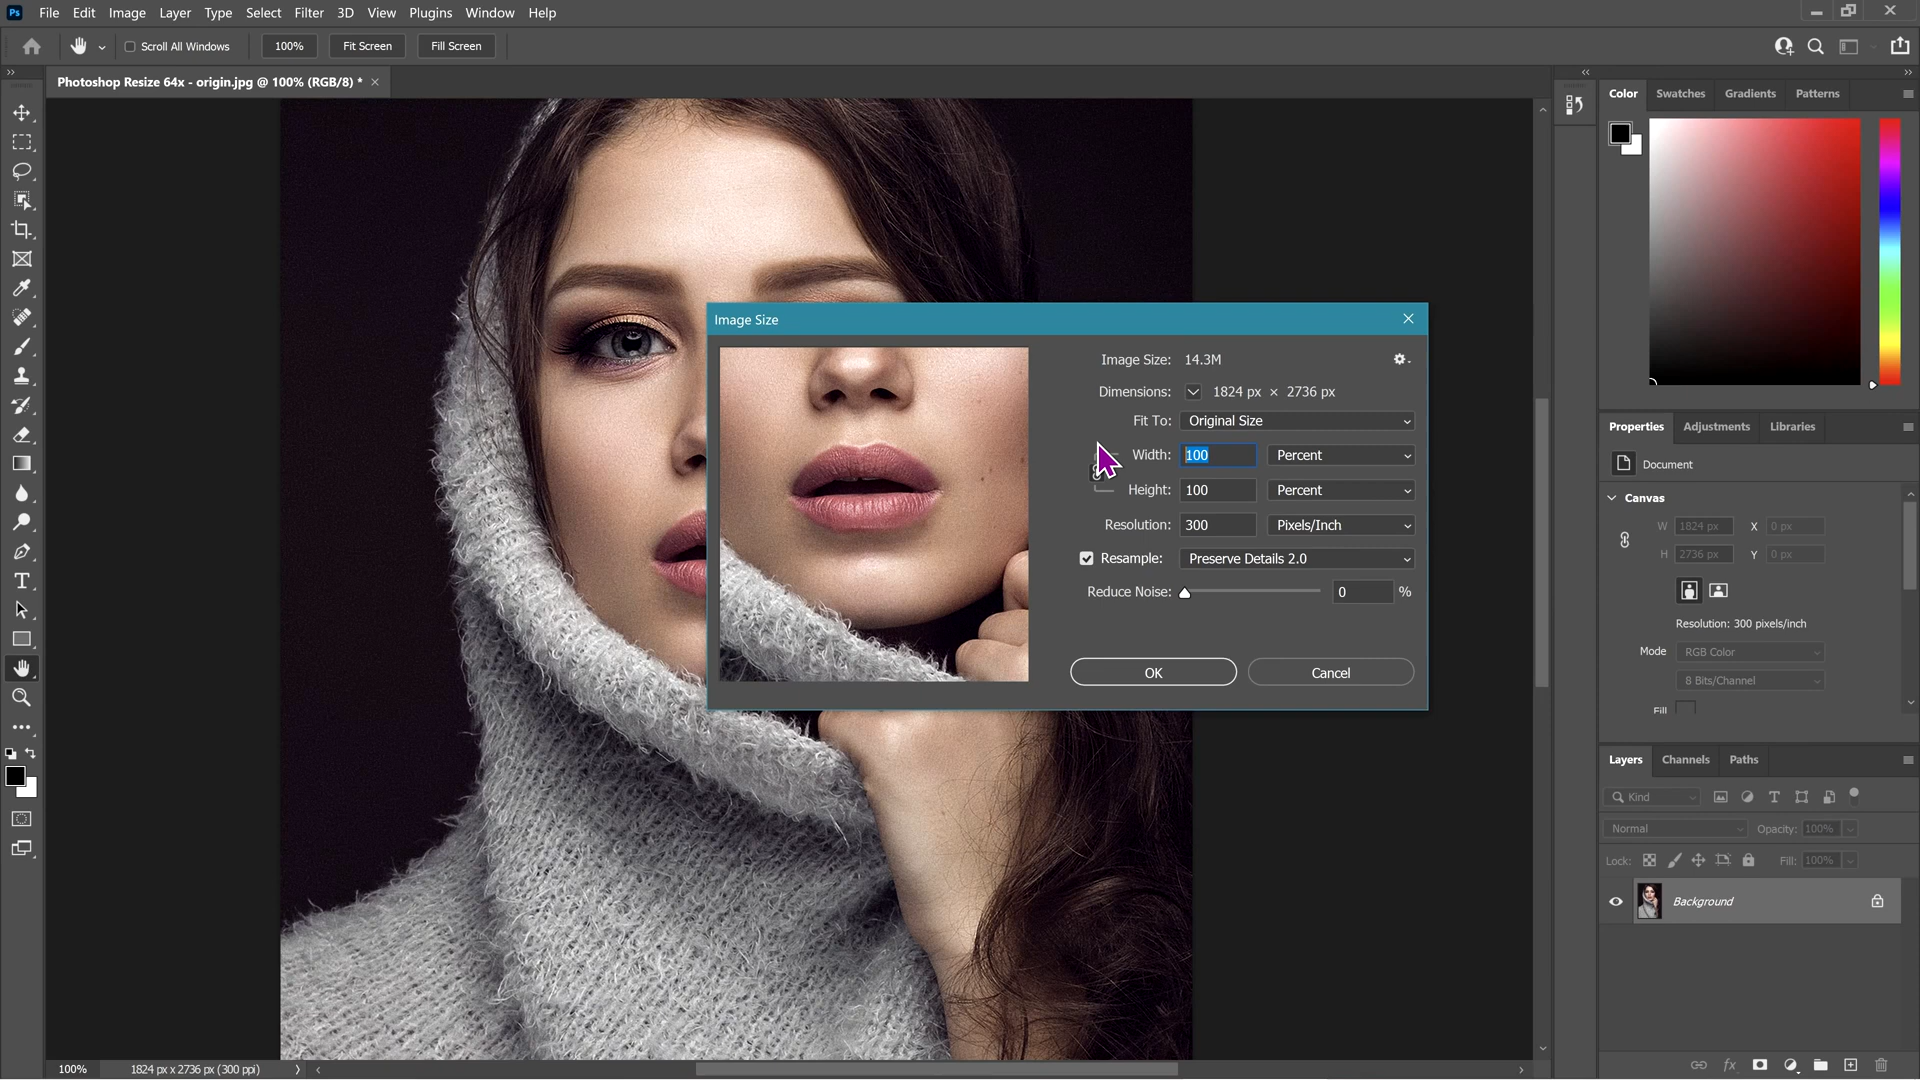 Ps File Edit Image Layer Type Select Filter 3D View Plugins Window Help
Scroll All Windows 100% Fit Screen Fill Screen
Photoshop Resize 64x - origin.jpg @ 100% (RGB/8) *
Color Swatches Gradients Patterns
Image Size
Image Size: 14.3M
Dimensions: 1824 px × 2736 px
Fit To: Original Size
Width: 100 Percent
Height: 100 Percent
Resolution: 300 Pixels/Inch
Resample: Preserve Details 2.0
Reduce Noise: 0 %
OK Cancel
Properties Adjustments Libraries
Document
Canvas
W 1824 px X 0 px
H 2736 px Y 0 px
Resolution: 300 pixels/inch
Mode RGB Color
8 Bits/Channel
Fill
Layers Channels Paths
Kind
Normal Opacity: 100%
Lock: Fill: 100%
Background
fx
100% 1824 px x 2736 px (300 ppi)